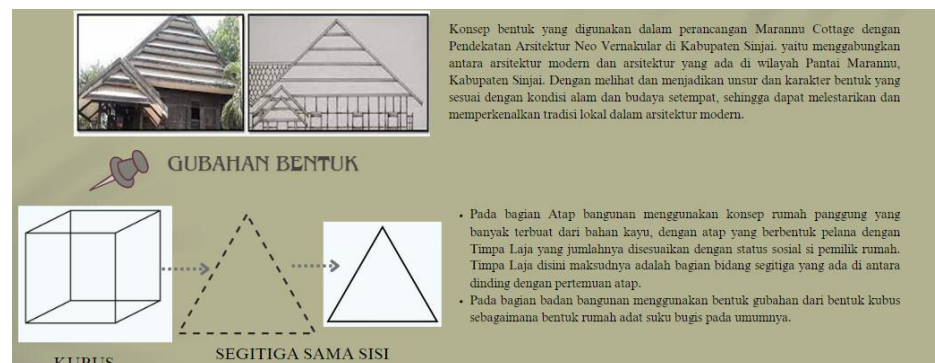 Konsep bentuk yang digunakan dalam perancangan Marannu Cottage dengan
Pendekatan Arsitektur Neo Vernakular di Kabupaten Sinjai. yaitu menggabungkan
antara arsitektur modern dan arsitektur yang ada di wilayah Pantai Marannu,
Kabupaten Sinjai. Dengan melihat dan menjadikan unsur dan karakter bentuk yang
sesuai dengan kondisi alam dan budaya setempat, sehingga dapat melestarikan dan
memperkenalkan tradisi lokal dalam arsitektur modern.
GUBAHAN BENTUK
• Pada bagian Atap bangunan menggunakan konsep rumah panggung yang
banyak terbuat dari bahan kayu, dengan atap yang berbentuk pelana dengan
Timpa Laja yang jumlahnya disesuaikan dengan status sosial si pemilik rumah.
Timpa Laja disini maksudnya adalah bagian bidang segitiga yang ada di antara
dinding dengan pertemuan atap.
• Pada bagian badan bangunan menggunakan bentuk gubahan dari bentuk kubus
sebagaimana bentuk rumah adat suku bugis pada umumnya.
KUBUS
SEGITIGA SAMA SISI